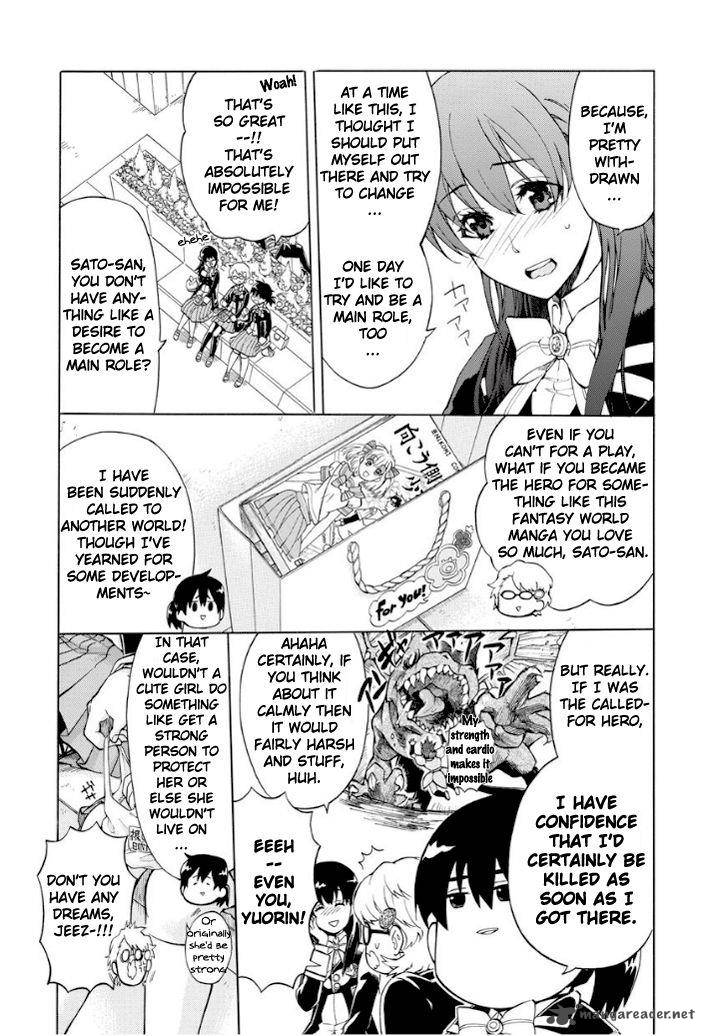 BECAUSE,
I'M
PRETTY
WITH-
DRAWN
...
AT A TIME
LIKE THIS, I
THOUGHT I
SHOULD PUT
MYSELF OUT
THERE AND TRY
TO CHANGE
...
ONE DAY
I'D LIKE TO
TRY AND BE A
MAIN ROLE,
TOO
...
カアアア
Woah!
THAT'S
SO GREAT
--!!
THAT'S
ABSOLUTELY
IMPOSSIBLE
FOR ME!
ehehe
SATO-SAN,
YOU DON'T
HAVE ANY-
THING LIKE A
DESIRE TO
BECOME A
MAIN ROLE?
EVEN IF YOU
CAN'T FOR A PLAY,
WHAT IF YOU BECAME
THE HERO FOR SOME-
THING LIKE THIS
FANTASY WORLD
MANGA YOU LOVE
SO MUCH, SATO-SAN.
向こう側
for You!
I HAVE
BEEN SUDDENLY
CALLED TO
ANOTHER WORLD!
THOUGH I'VE
YEARNED FOR
SOME DEVELOP-
MENTS~
BUT REALLY.
IF I WAS
THE CALLED-
FOR HERO,
I HAVE
CONFIDENCE
THAT I'D
CERTAINLY BE
KILLED AS
SOON AS I
GOT THERE.
My
strength
and cardio
makes it
impossible
AHAHA
CERTAINLY, IF
YOU THINK
ABOUT IT
CALMLY THEN
IT WOULD
FAIRLY HARSH
AND STUFF,
HUH.
EEEH
--
EVEN
YOU,
YUORIN!
IN THAT
CASE,
WOULDN'T A
CUTE GIRL DO
SOMETHING
LIKE GET A
STRONG
PERSON TO
PROTECT
HER OR
ELSE SHE
WOULDN'T
LIVE ON
...
Or
originally
she'd be
pretty
strong
DON'T YOU
HAVE ANY
DREAMS,
JEEZ-!!!
mangareader.net